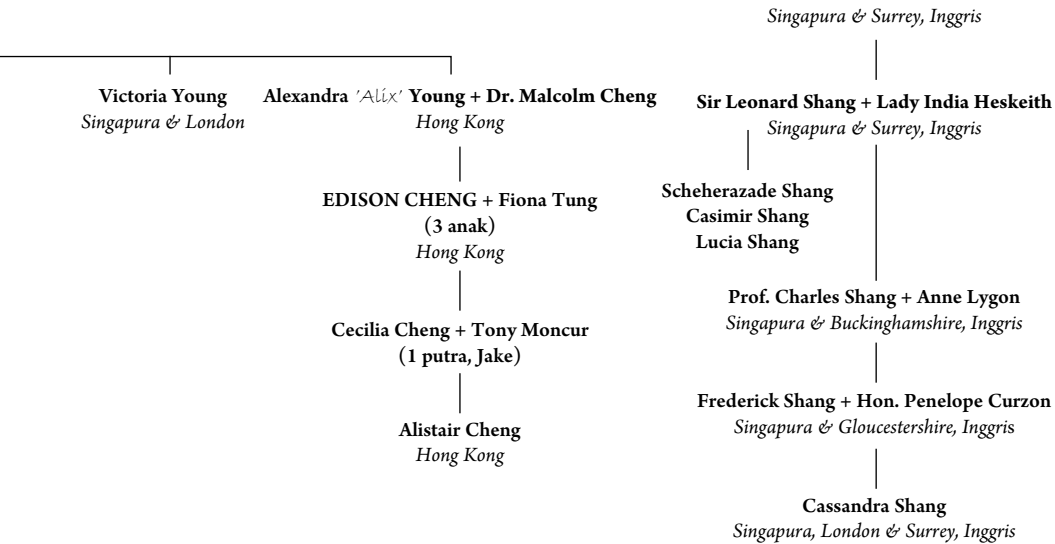 Singapura & Surrey, Inggris
Victoria Young
Singapura & London
Alexandra 'Alix' Young + Dr. Malcolm Cheng
Hong Kong
EDISON CHENG + Fiona Tung
(3 anak)
Hong Kong
Cecilia Cheng + Tony Moncur
(1 putra, Jake)
Alistair Cheng
Hong Kong
Sir Leonard Shang + Lady India Heskeith
Singapura & Surrey, Inggris
Scheherazade Shang
Casimir Shang
Lucia Shang
Prof. Charles Shang + Anne Lygon
Singapura & Buckinghamshire, Inggris
Frederick Shang + Hon. Penelope Curzon
Singapura & Gloucestershire, Inggris
Cassandra Shang
Singapura, London & Surrey, Inggris